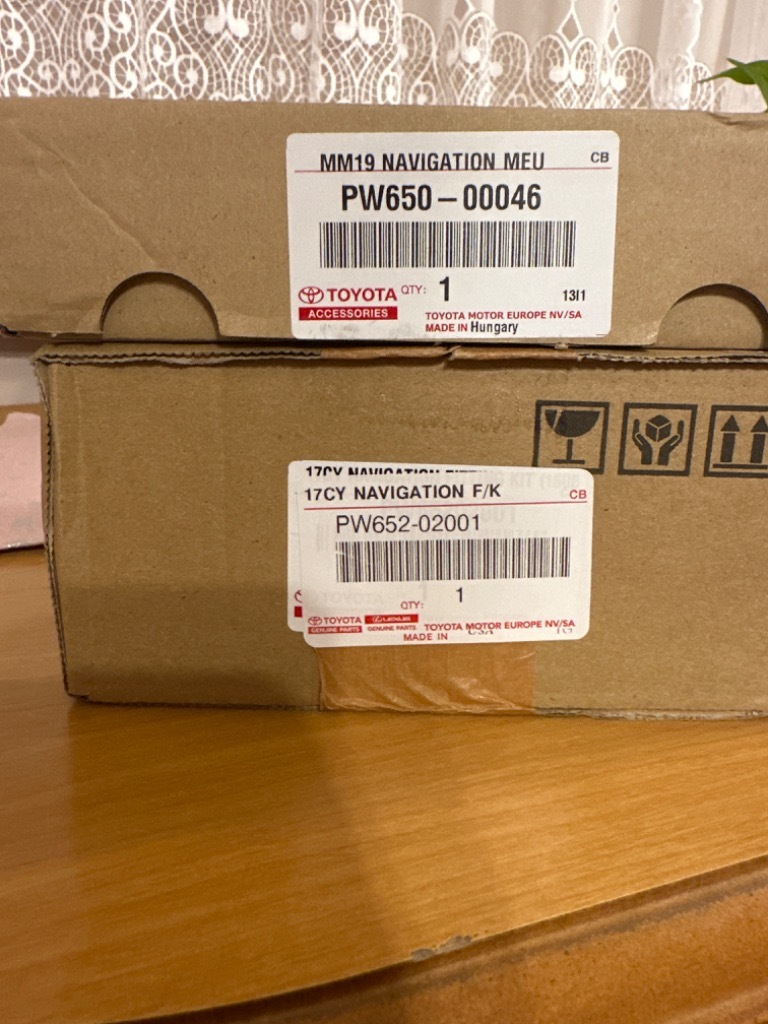 MM19 NAVIGATION MEU CB
PW650-00046
TOYOTA
ACCESSORIES
QTY: 1
13I1
TOYOTA MOTOR EUROPE NV/SA
MADE IN Hungary
17CY NAVIGATION
17CY NAVIGATION F/K CB
PW652-02001
QTY: 1
TOYOTA
GENUINE PARTS
LEXUS
GENUINE PARTS
TOYOTA MOTOR EUROPE NV/SA
MADE IN